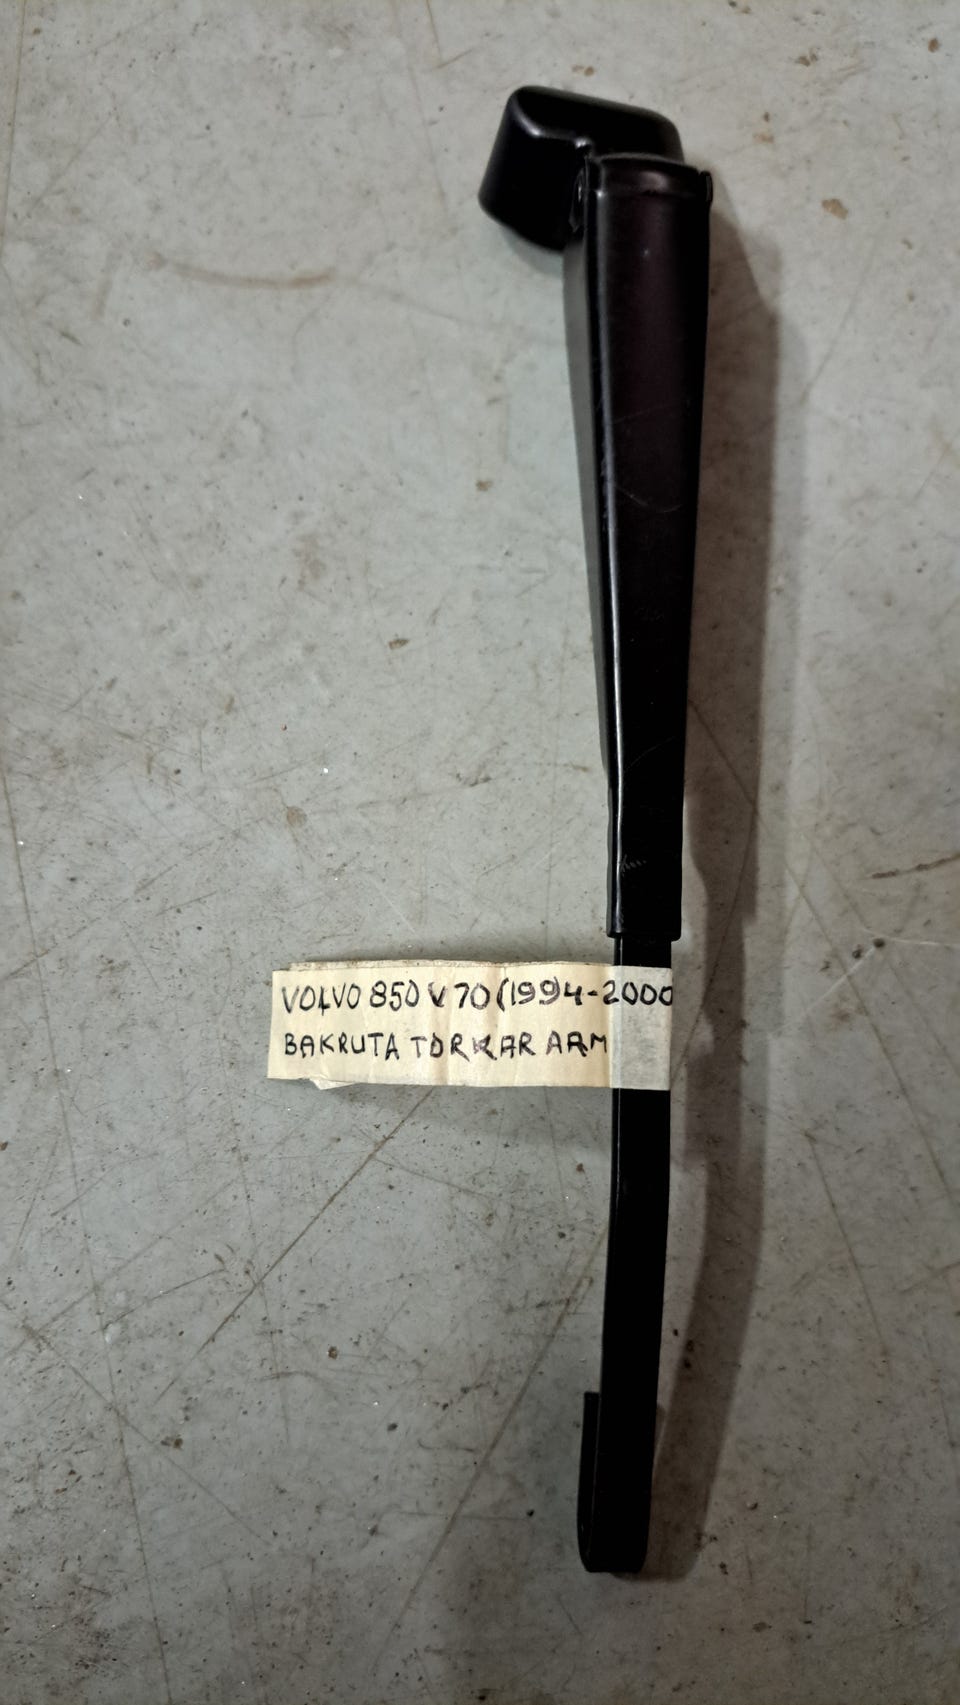 VOLVO 850 V70 (1994-2000
BAKRUTA TORKAR ARM